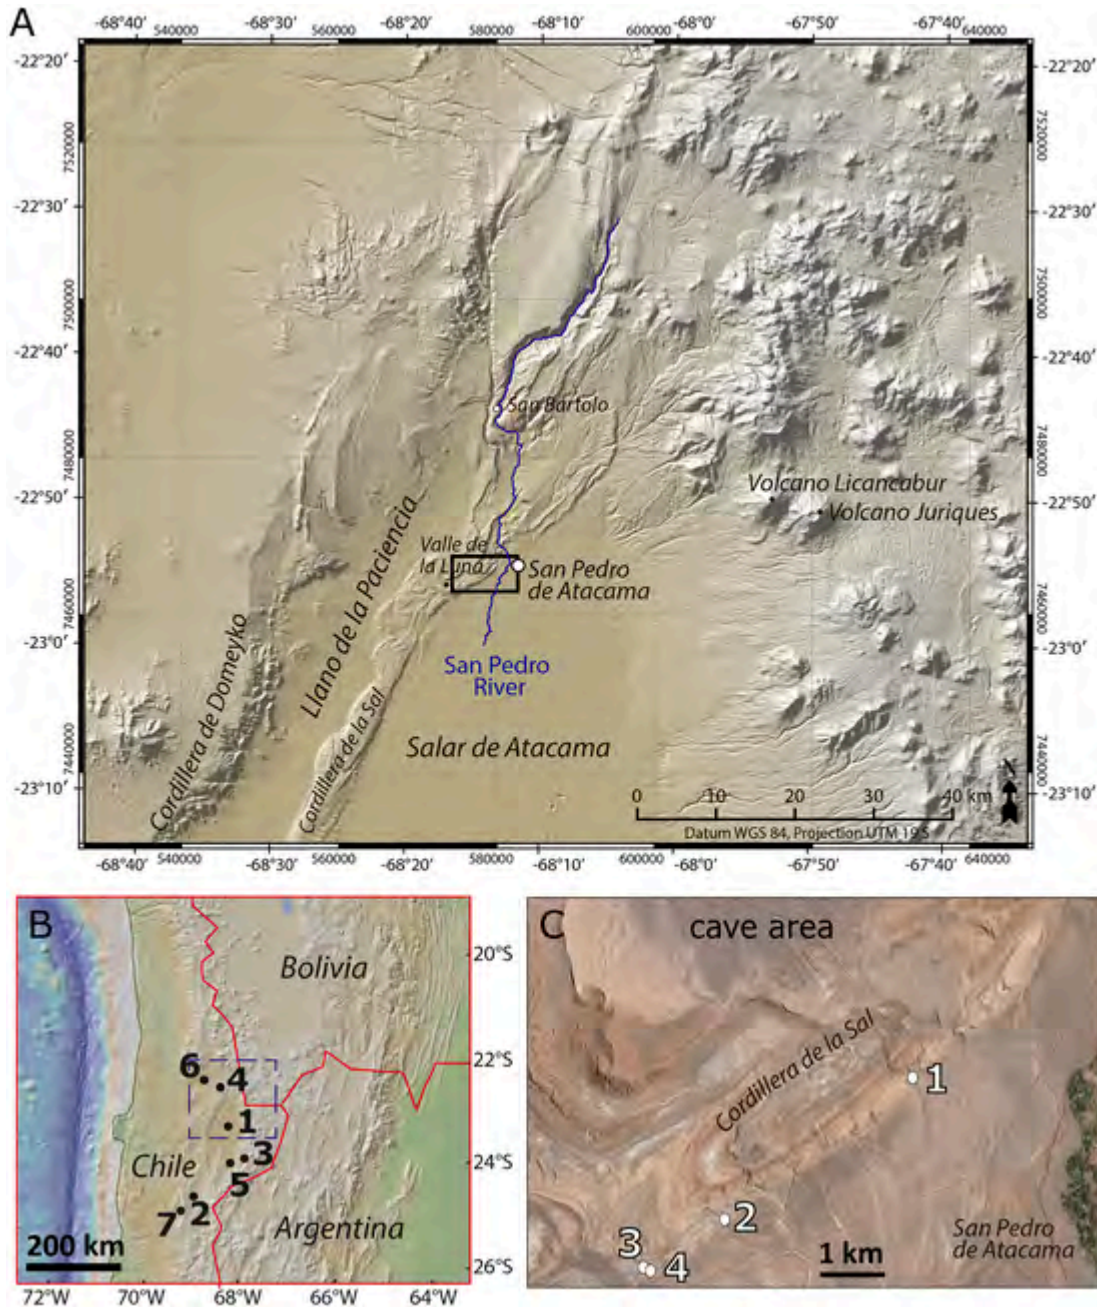 A
-68°40′ -68°30′ -68°20′ -68°10′ -68°0′ -67°50′ -67°40′
540000 560000 580000 600000 640000
-22°20′ -22°20′
7520000 7520000
-22°30′ -22°30′
7500000 7500000
-22°40′ -22°40′
San Bartolo
7480000 7480000
-22°50′ -22°50′
Volcano Licancabur
Volcano Juriques
Valle de
la Luna
San Pedro
de Atacama
Llano de la Paciencia
7460000 7460000
-23°0′ -23°0′
San Pedro
River
Cordillera de Domeyko
Cordillera de la Sal
Salar de Atacama
7440000 7440000
-23°10′ -23°10′
N
0 10 20 30 40 km
Datum WGS 84, Projection UTM 19 S
-68°40′ -68°30′ -68°20′ -68°10′ -67°50′ -67°40′
540000 560000 580000 600000 640000
B
Bolivia
20°S
22°S
6
4
1
3
Chile
5
24°S
2
7
Argentina
200 km
26°S
72°W 70°W 68°W 66°W 64°W
C
cave area
Cordillera de la Sal
1
2
3
4
San Pedro
de Atacama
1 km